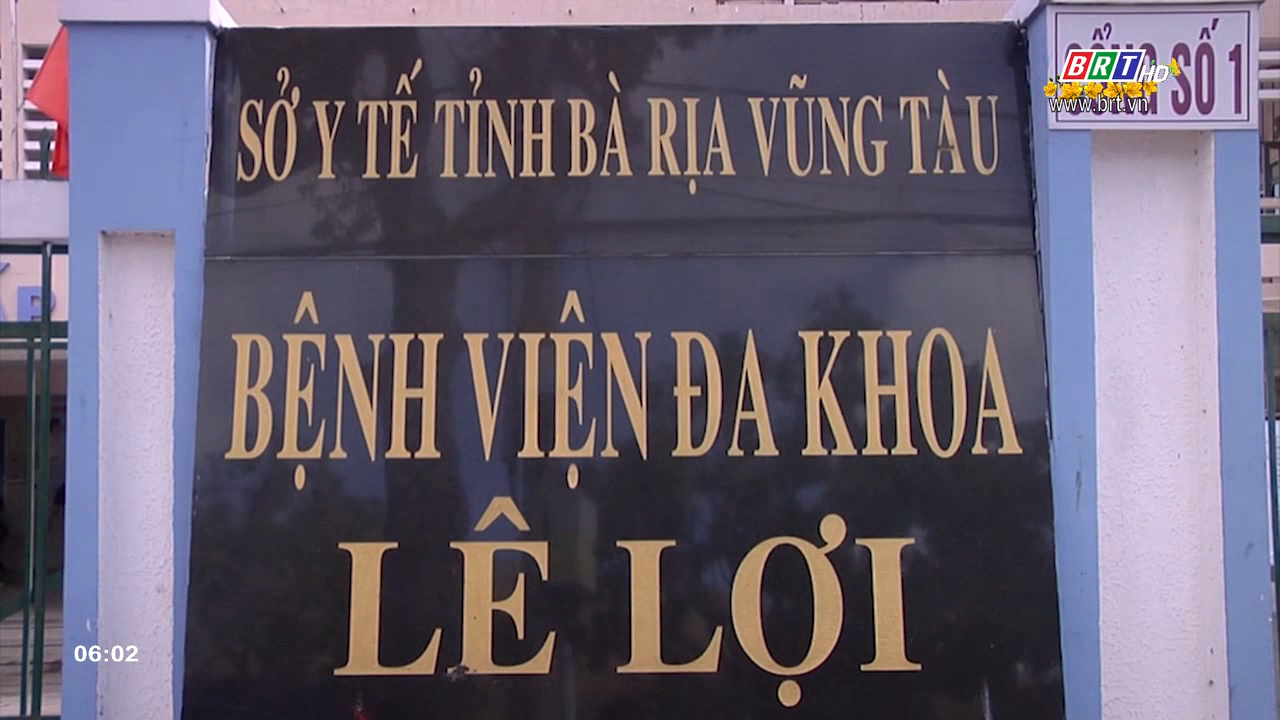 SỞ Y TẾ TỈNH BÀ RỊA VŨNG TÀU
BỆNH VIỆN ĐA KHOA
LÊ LỢI
CỔNG SỐ 1
BRT HD
www.brt.vn
06:02